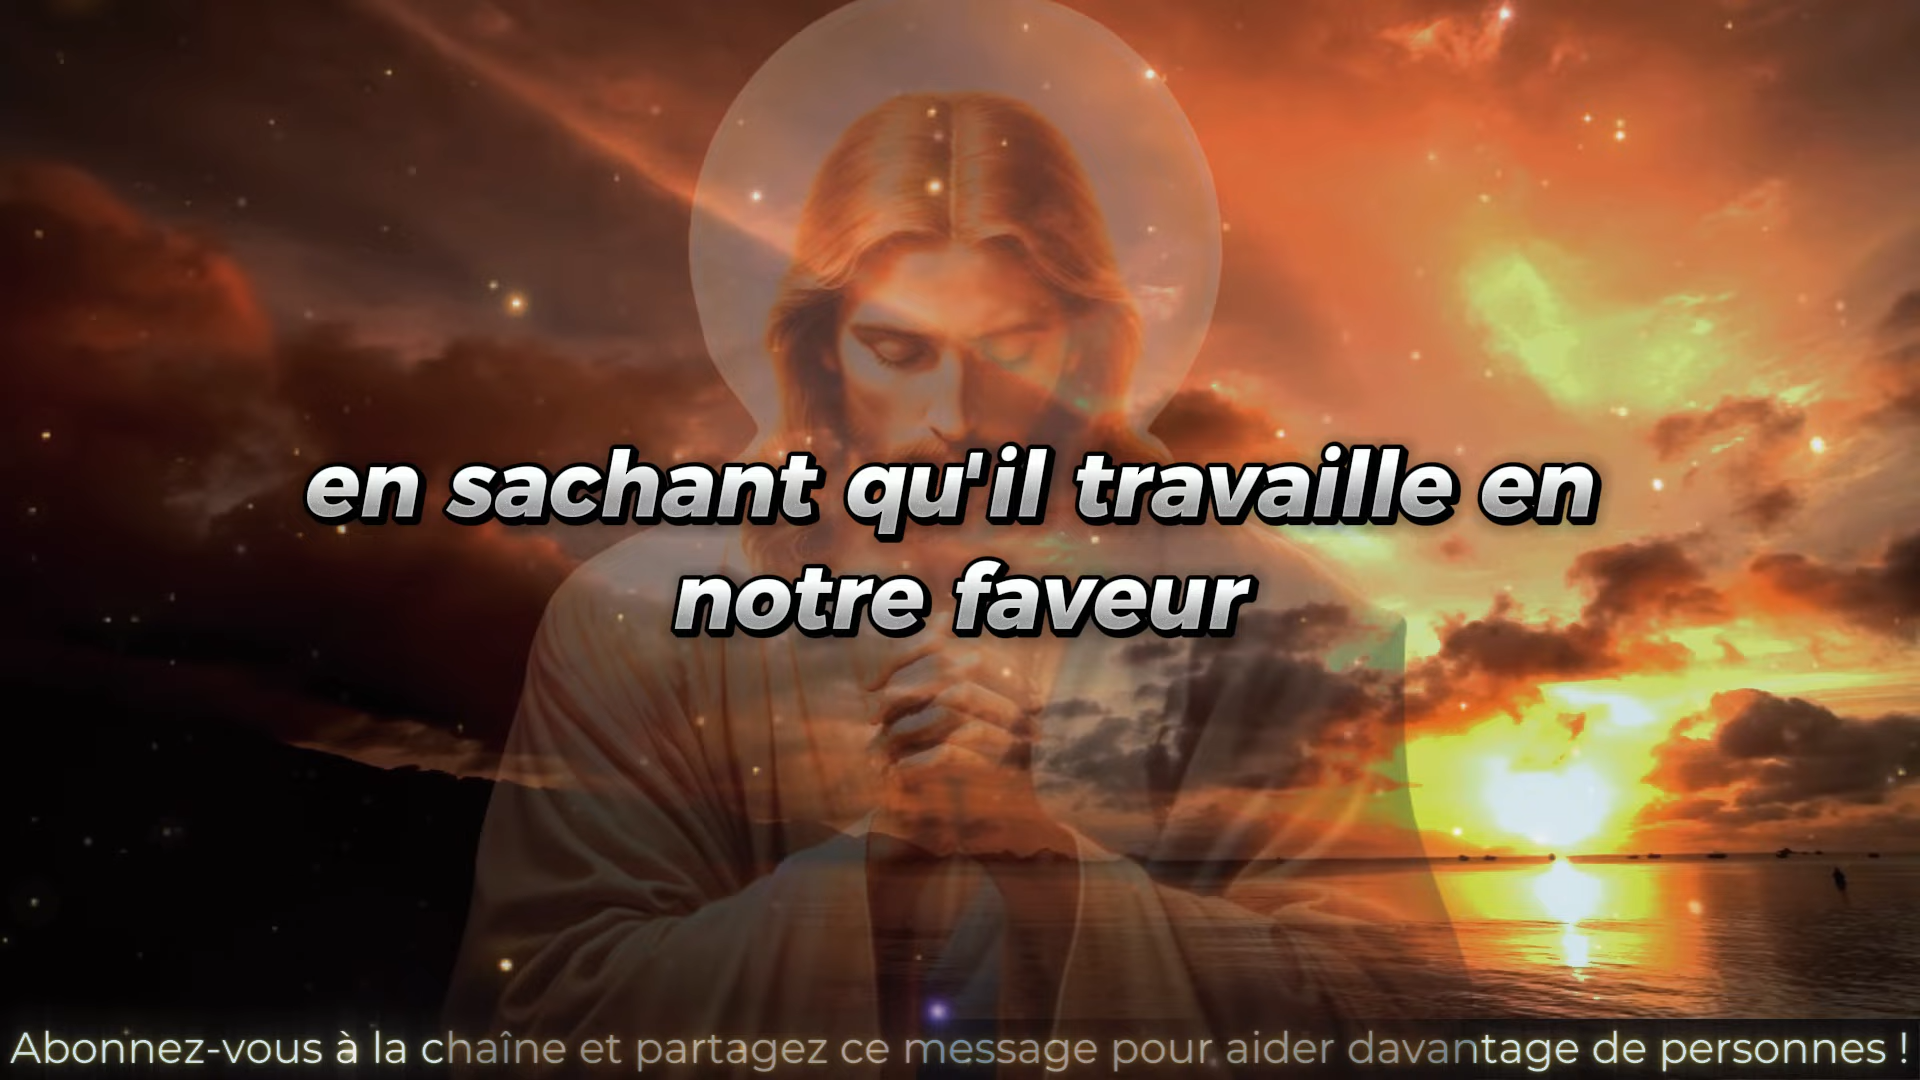 en sachant qu'il travaille en
notre faveur
Abonnez-vous à la chaîne et partagez ce message pour aider davantage de personnes !